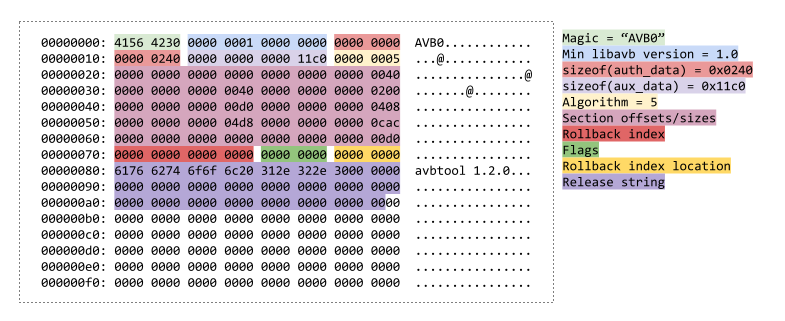 00000000: 4156 4230 0000 0001 0000 0000 0000 0000 AVB0............
00000010: 0000 0240 0000 0000 0000 11c0 0000 0005 ...@............
00000020: 0000 0000 0000 0000 0000 0000 0000 0040 ...............@
00000030: 0000 0000 0000 0040 0000 0000 0000 0200 .......@........
00000040: 0000 0000 0000 00d0 0000 0000 0000 0408 ................
00000050: 0000 0000 0000 04d8 0000 0000 0000 0cac ................
00000060: 0000 0000 0000 0000 0000 0000 0000 00d0 ................
00000070: 0000 0000 0000 0000 0000 0000 0000 0000 ................
00000080: 6176 6274 6f6f 6c20 312e 322e 3000 0000 avbtool 1.2.0...
00000090: 0000 0000 0000 0000 0000 0000 0000 0000 ................
000000a0: 0000 0000 0000 0000 0000 0000 0000 0000 ................
000000b0: 0000 0000 0000 0000 0000 0000 0000 0000 ................
000000c0: 0000 0000 0000 0000 0000 0000 0000 0000 ................
000000d0: 0000 0000 0000 0000 0000 0000 0000 0000 ................
000000e0: 0000 0000 0000 0000 0000 0000 0000 0000 ................
000000f0: 0000 0000 0000 0000 0000 0000 0000 0000 ................
Magic = “AVB0”
Min libavb version = 1.0
sizeof(auth_data) = 0x0240
sizeof(aux_data) = 0x11c0
Algorithm = 5
Section offsets/sizes
Rollback index
Flags
Rollback index location
Release string